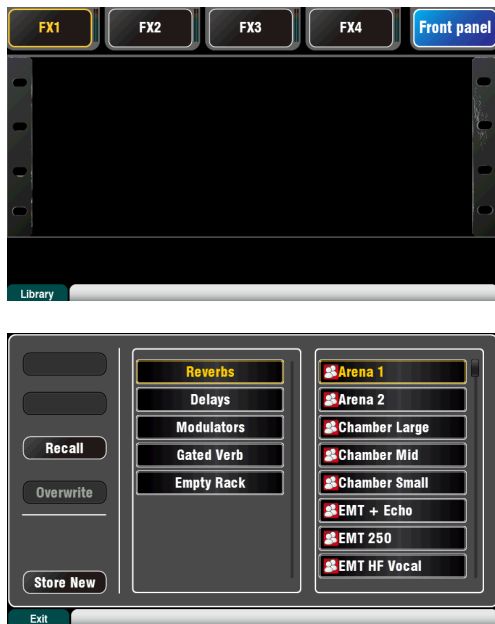 FX1 FX2 FX3 FX4 Front panel
Library
Reverbs
Delays
Modulators
Gated Verb
Empty Rack
Recall
Overwrite
Store New
Arena 1
Arena 2
Chamber Large
Chamber Mid
Chamber Small
EMT + Echo
EMT 250
EMT HF Vocal
Exit